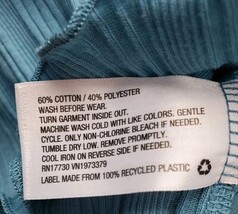 60% COTTON / 40% POLYESTER
WASH BEFORE WEAR.
TURN GARMENT INSIDE OUT.
MACHINE WASH COLD WITH LIKE COLORS. GENTLE
CYCLE. ONLY NON-CHLORINE BLEACH IF NEEDED.
TUMBLE DRY LOW. REMOVE PROMPTLY.
COOL IRON ON REVERSE SIDE IF NEEDED.
RN17730 VN1973379
LABEL MADE FROM 100% RECYCLED PLASTIC